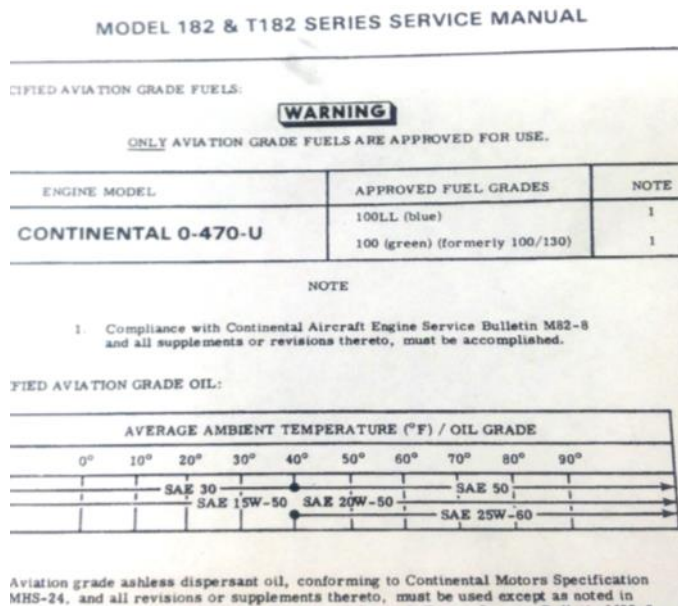 MODEL 182 & T182 SERIES SERVICE MANUAL
CIFIED AVIATION GRADE FUELS:
WARNING
ONLY AVIATION GRADE FUELS ARE APPROVED FOR USE.
ENGINE MODEL APPROVED FUEL GRADES NOTE
CONTINENTAL 0-470-U
100LL (blue) 1
100 (green) (formerly 100/130) 1
NOTE
1. Compliance with Continental Aircraft Engine Service Bulletin M82-8
and all supplements or revisions thereto, must be accomplished.
FIED AVIATION GRADE OIL:
AVERAGE AMBIENT TEMPERATURE (°F) / OIL GRADE
0° 10° 20° 30° 40° 50° 60° 70° 80° 90°
SAE 30 SAE 50
SAE 15W-50 SAE 20W-50
SAE 25W-60
Aviation grade ashless dispersant oil, conforming to Continental Motors Specification
MHS-24, and all revisions or supplements thereto, must be used except as noted in